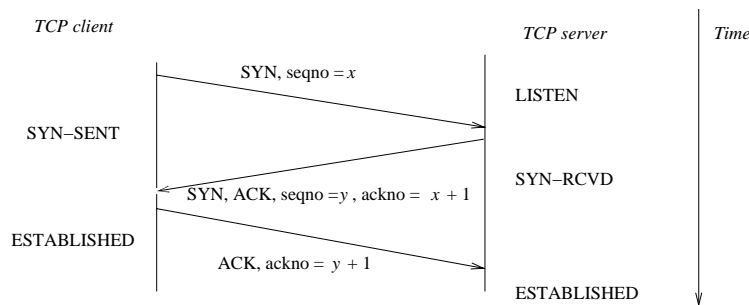 TCP client
TCP server
Time
SYN, seqno = x
LISTEN
SYN–SENT
SYN–RCVD
SYN, ACK, seqno = y , ackno = x + 1
ESTABLISHED
ACK, ackno = y + 1
ESTABLISHED